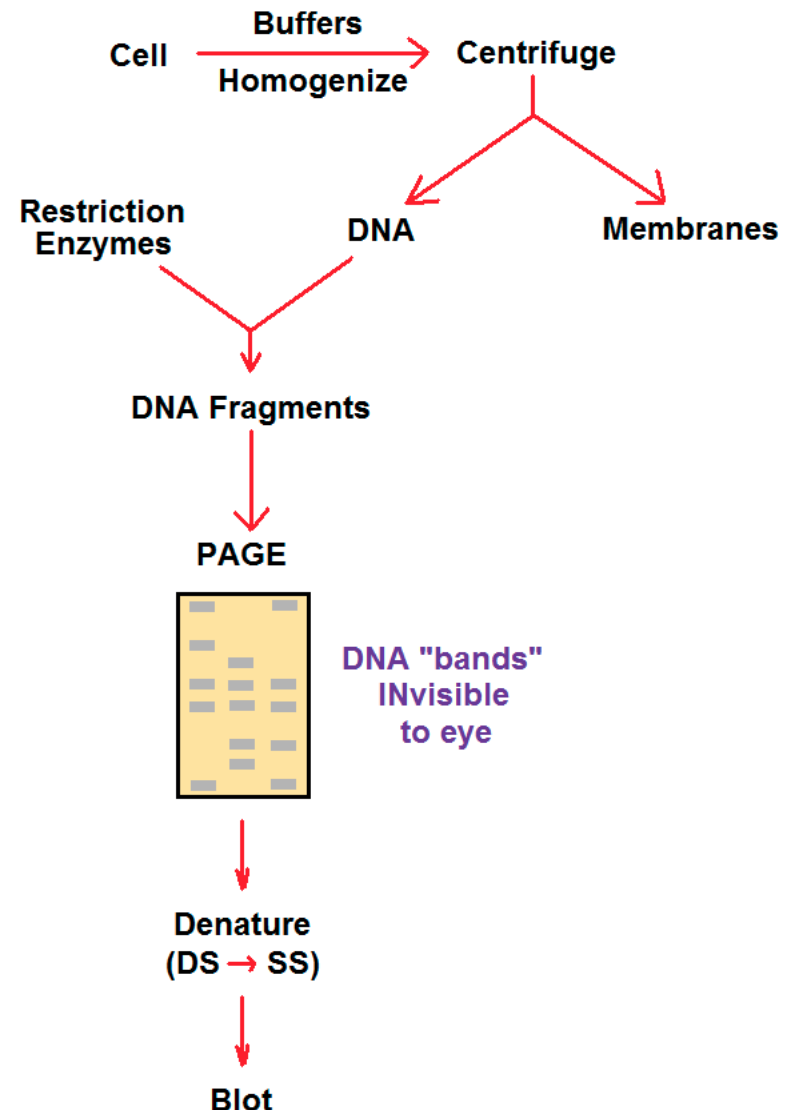 Buffers
Cell
Centrifuge
Homogenize
Restriction
Enzymes
DNA
Membranes
DNA Fragments
PAGE
DNA "bands"
INvisible
to eye
Denature
(DS → SS)
Blot